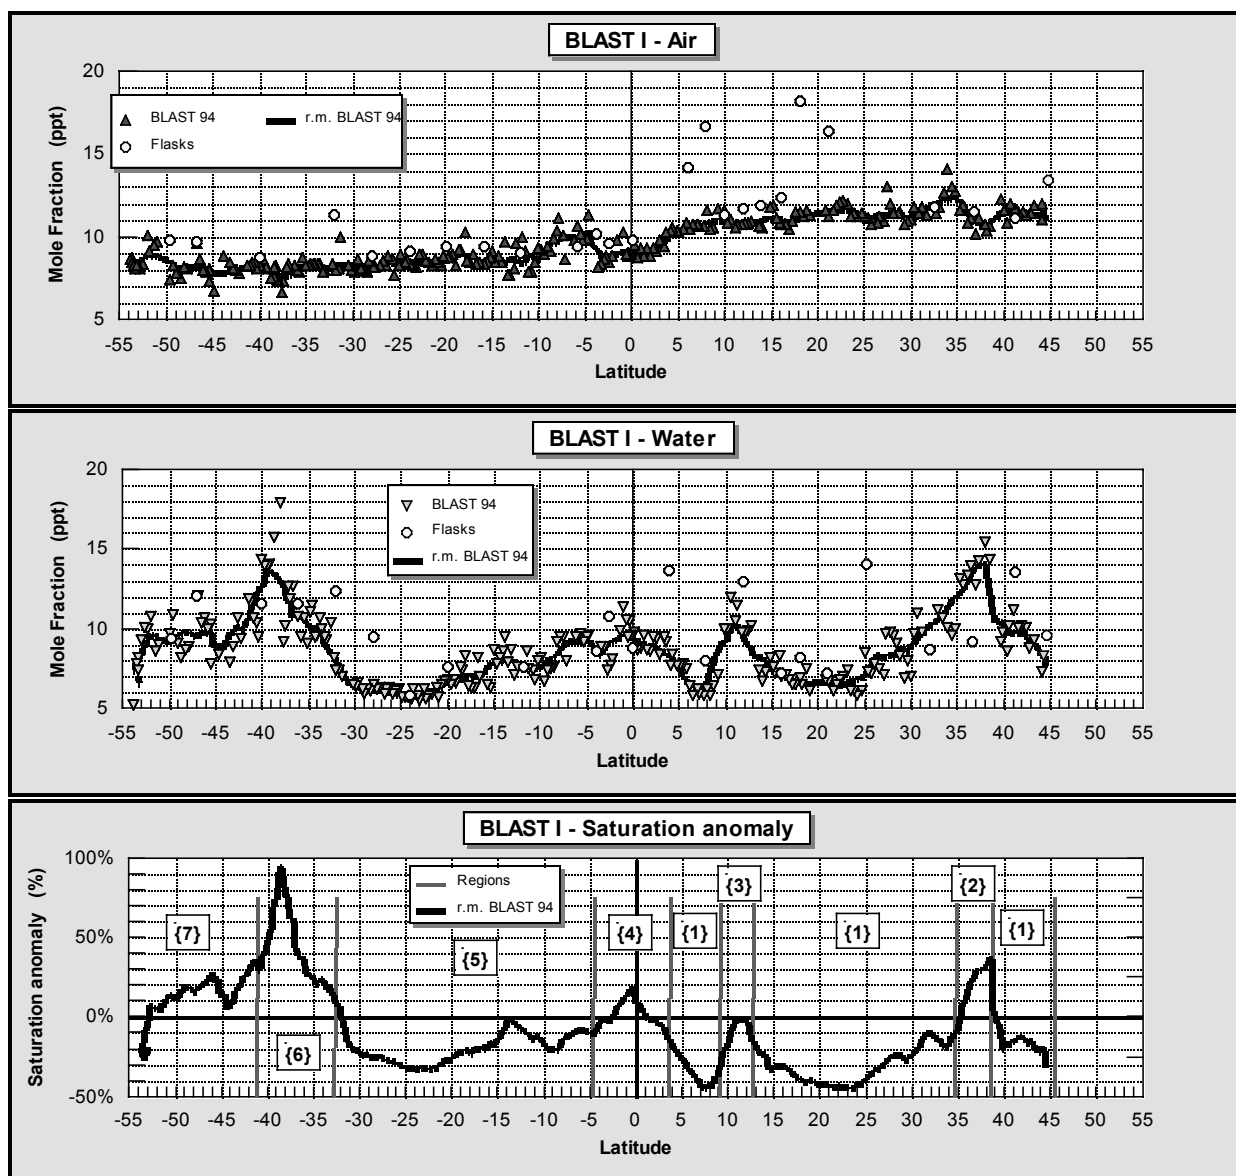 BLAST I - Air
20
15
10
5
Mole Fraction (ppt)
BLAST 94
r.m. BLAST 94
Flasks
-55 -50 -45 -40 -35 -30 -25 -20 -15 -10 -5 0 5 10 15 20 25 30 35 40 45 50 55
Latitude
BLAST I - Water
20
15
10
5
Mole Fraction (ppt)
BLAST 94
Flasks
r.m. BLAST 94
-55 -50 -45 -40 -35 -30 -25 -20 -15 -10 -5 0 5 10 15 20 25 30 35 40 45 50 55
Latitude
BLAST I - Saturation anomaly
100%
50%
0%
-50%
Saturation anomaly (%)
Regions
r.m. BLAST 94
{7}
{6}
{5}
{4}
{1}
{3}
{1}
{2}
{1}
-55 -50 -45 -40 -35 -30 -25 -20 -15 -10 -5 0 5 10 15 20 25 30 35 40 45 50 55
Latitude